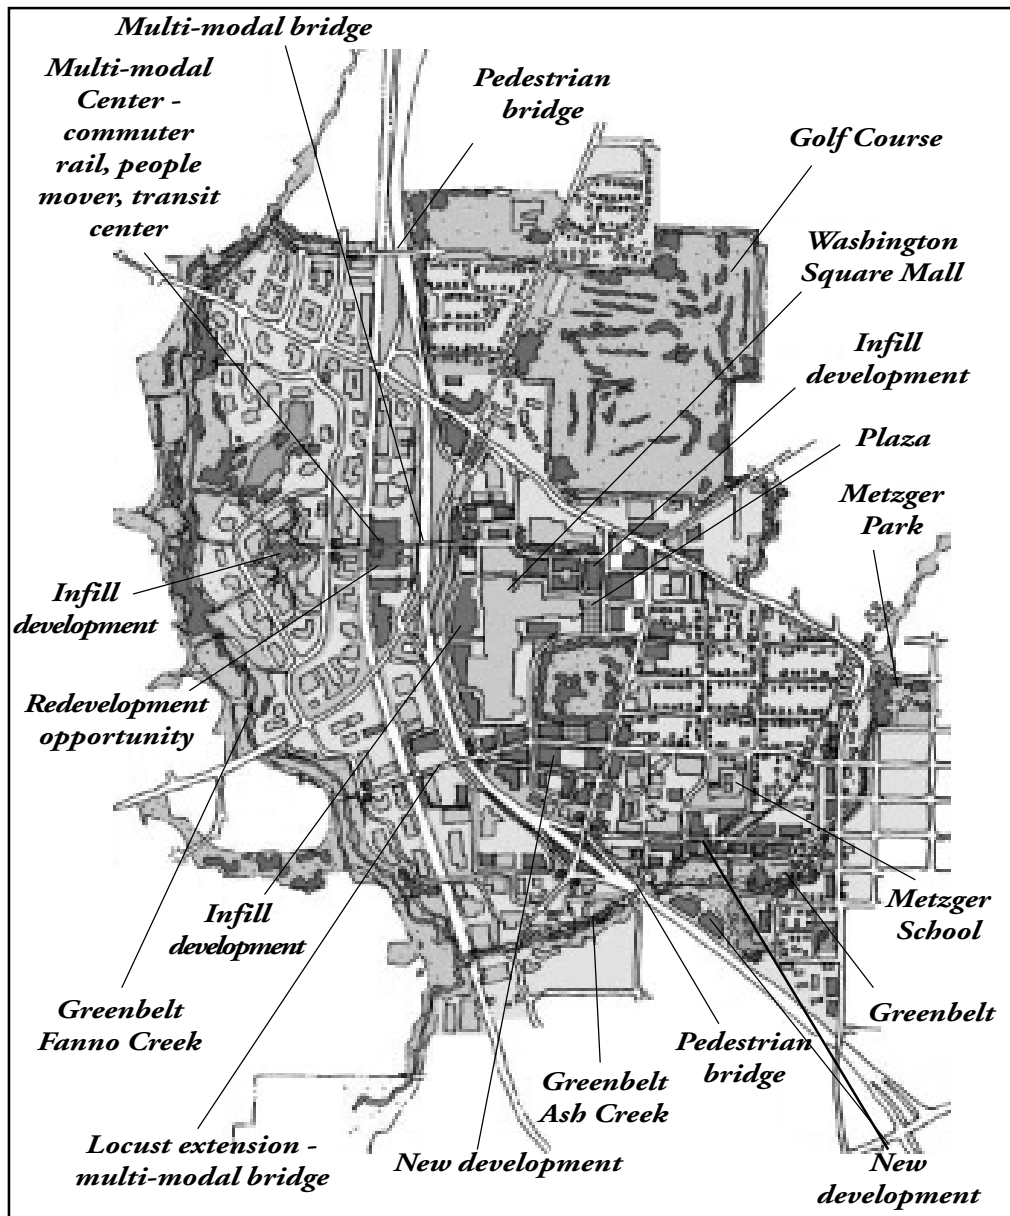 Multi-modal bridge
Multi-modal
Center -
commuter
rail, people
mover, transit
center
Pedestrian
bridge
Golf Course
Washington
Square Mall
Infill
development
Plaza
Metzger
Park
Infill
development
Redevelopment
opportunity
Infill
development
Metzger
School
Greenbelt
Fanno Creek
Greenbelt
Pedestrian
bridge
Greenbelt
Ash Creek
Locust extension -
multi-modal bridge
New development
New
development